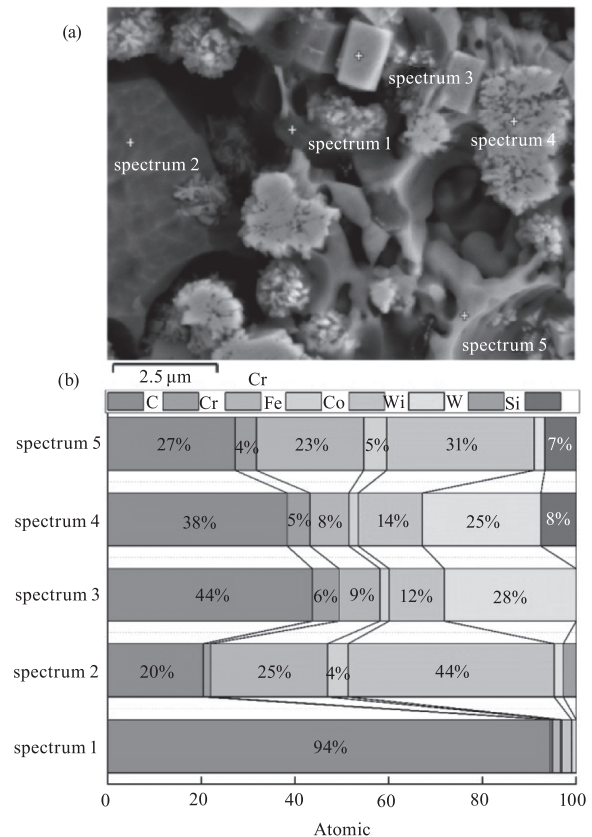 (a)
spectrum 3
spectrum 1
spectrum 4
spectrum 2
spectrum 5
2.5 μm
Cr
(b)
C Cr Fe Co Wi W Si
spectrum 5 27% 4% 23% 5% 31% 7%
spectrum 4 38% 5% 8% 14% 25% 8%
spectrum 3 44% 6% 9% 12% 28%
spectrum 2 20% 25% 4% 44%
spectrum 1 94%
0 20 40 60 80 100
Atomic